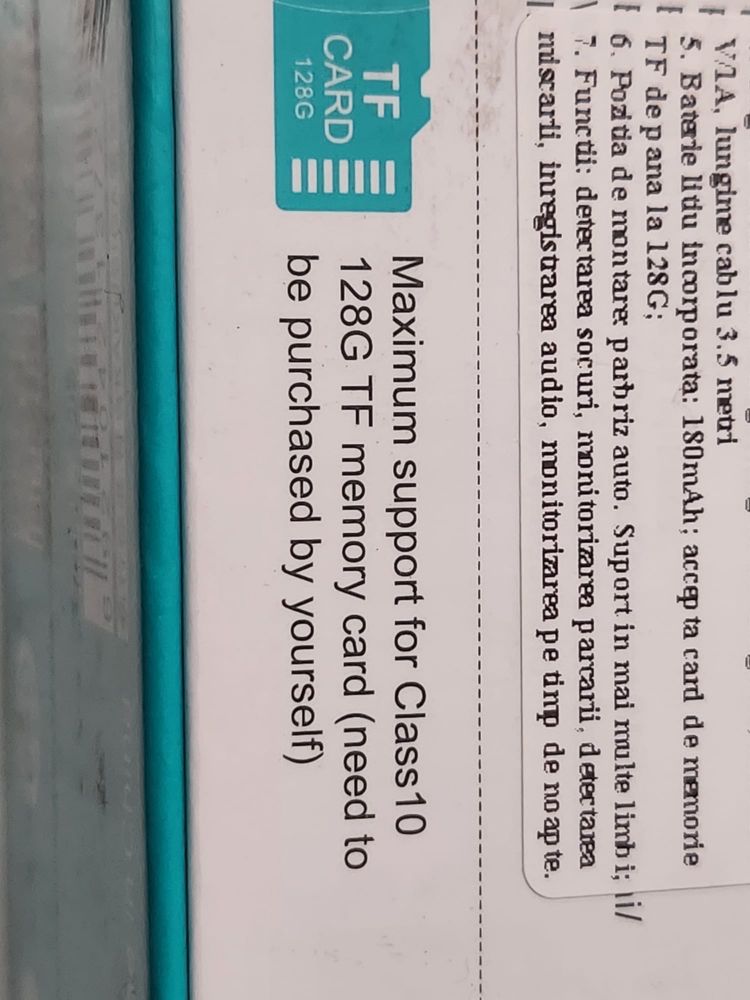 V/1A, lungime cablu 3.5 metri
5. Baterie litiu incorporata: 180mAh; accepta card de memorie
TF de pana la 128G;
6. Pozitia de montare: parbriz auto. Suport in mai multe limbi;
7. Functii: detectarea socuri, monitorizarea parcarii, detectarea
miscarii, inregistrarea audio, monitorizarea pe timp de noapte.
TF
CARD
128G
Maximum support for Class10
128G TF memory card (need to
be purchased by yourself)